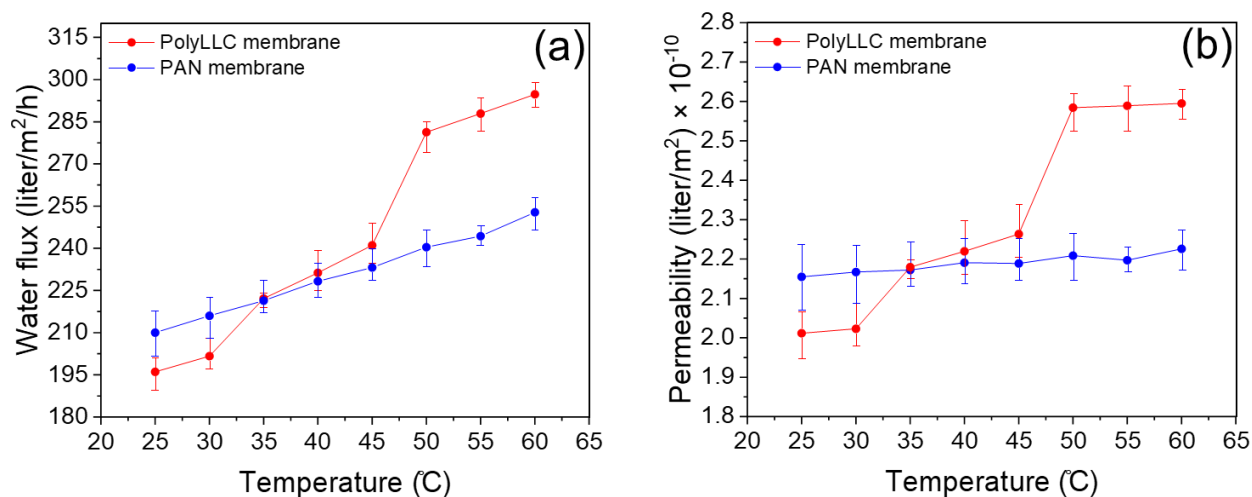 (a)
PolyLLC membrane
PAN membrane
Water flux (liter/m²/h)
315
300
285
270
255
240
225
210
195
180
20 25 30 35 40 45 50 55 60 65
Temperature (℃)
(b)
PolyLLC membrane
PAN membrane
Permeability (liter/m²) × 10⁻¹⁰
2.8
2.7
2.6
2.5
2.4
2.3
2.2
2.1
2.0
1.9
1.8
20 25 30 35 40 45 50 55 60 65
Temperature (℃)